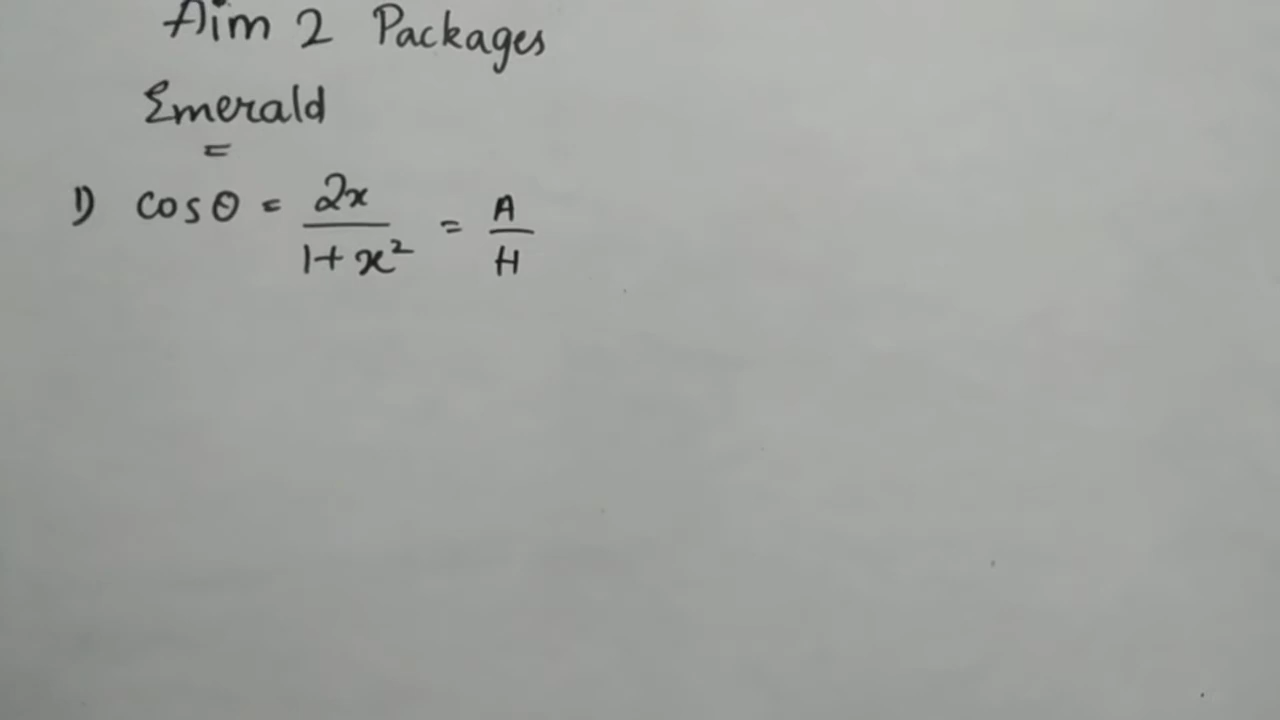 Aim 2 Packages
Emerald
=
1) cos θ = 2x / 1 + x² = A / H